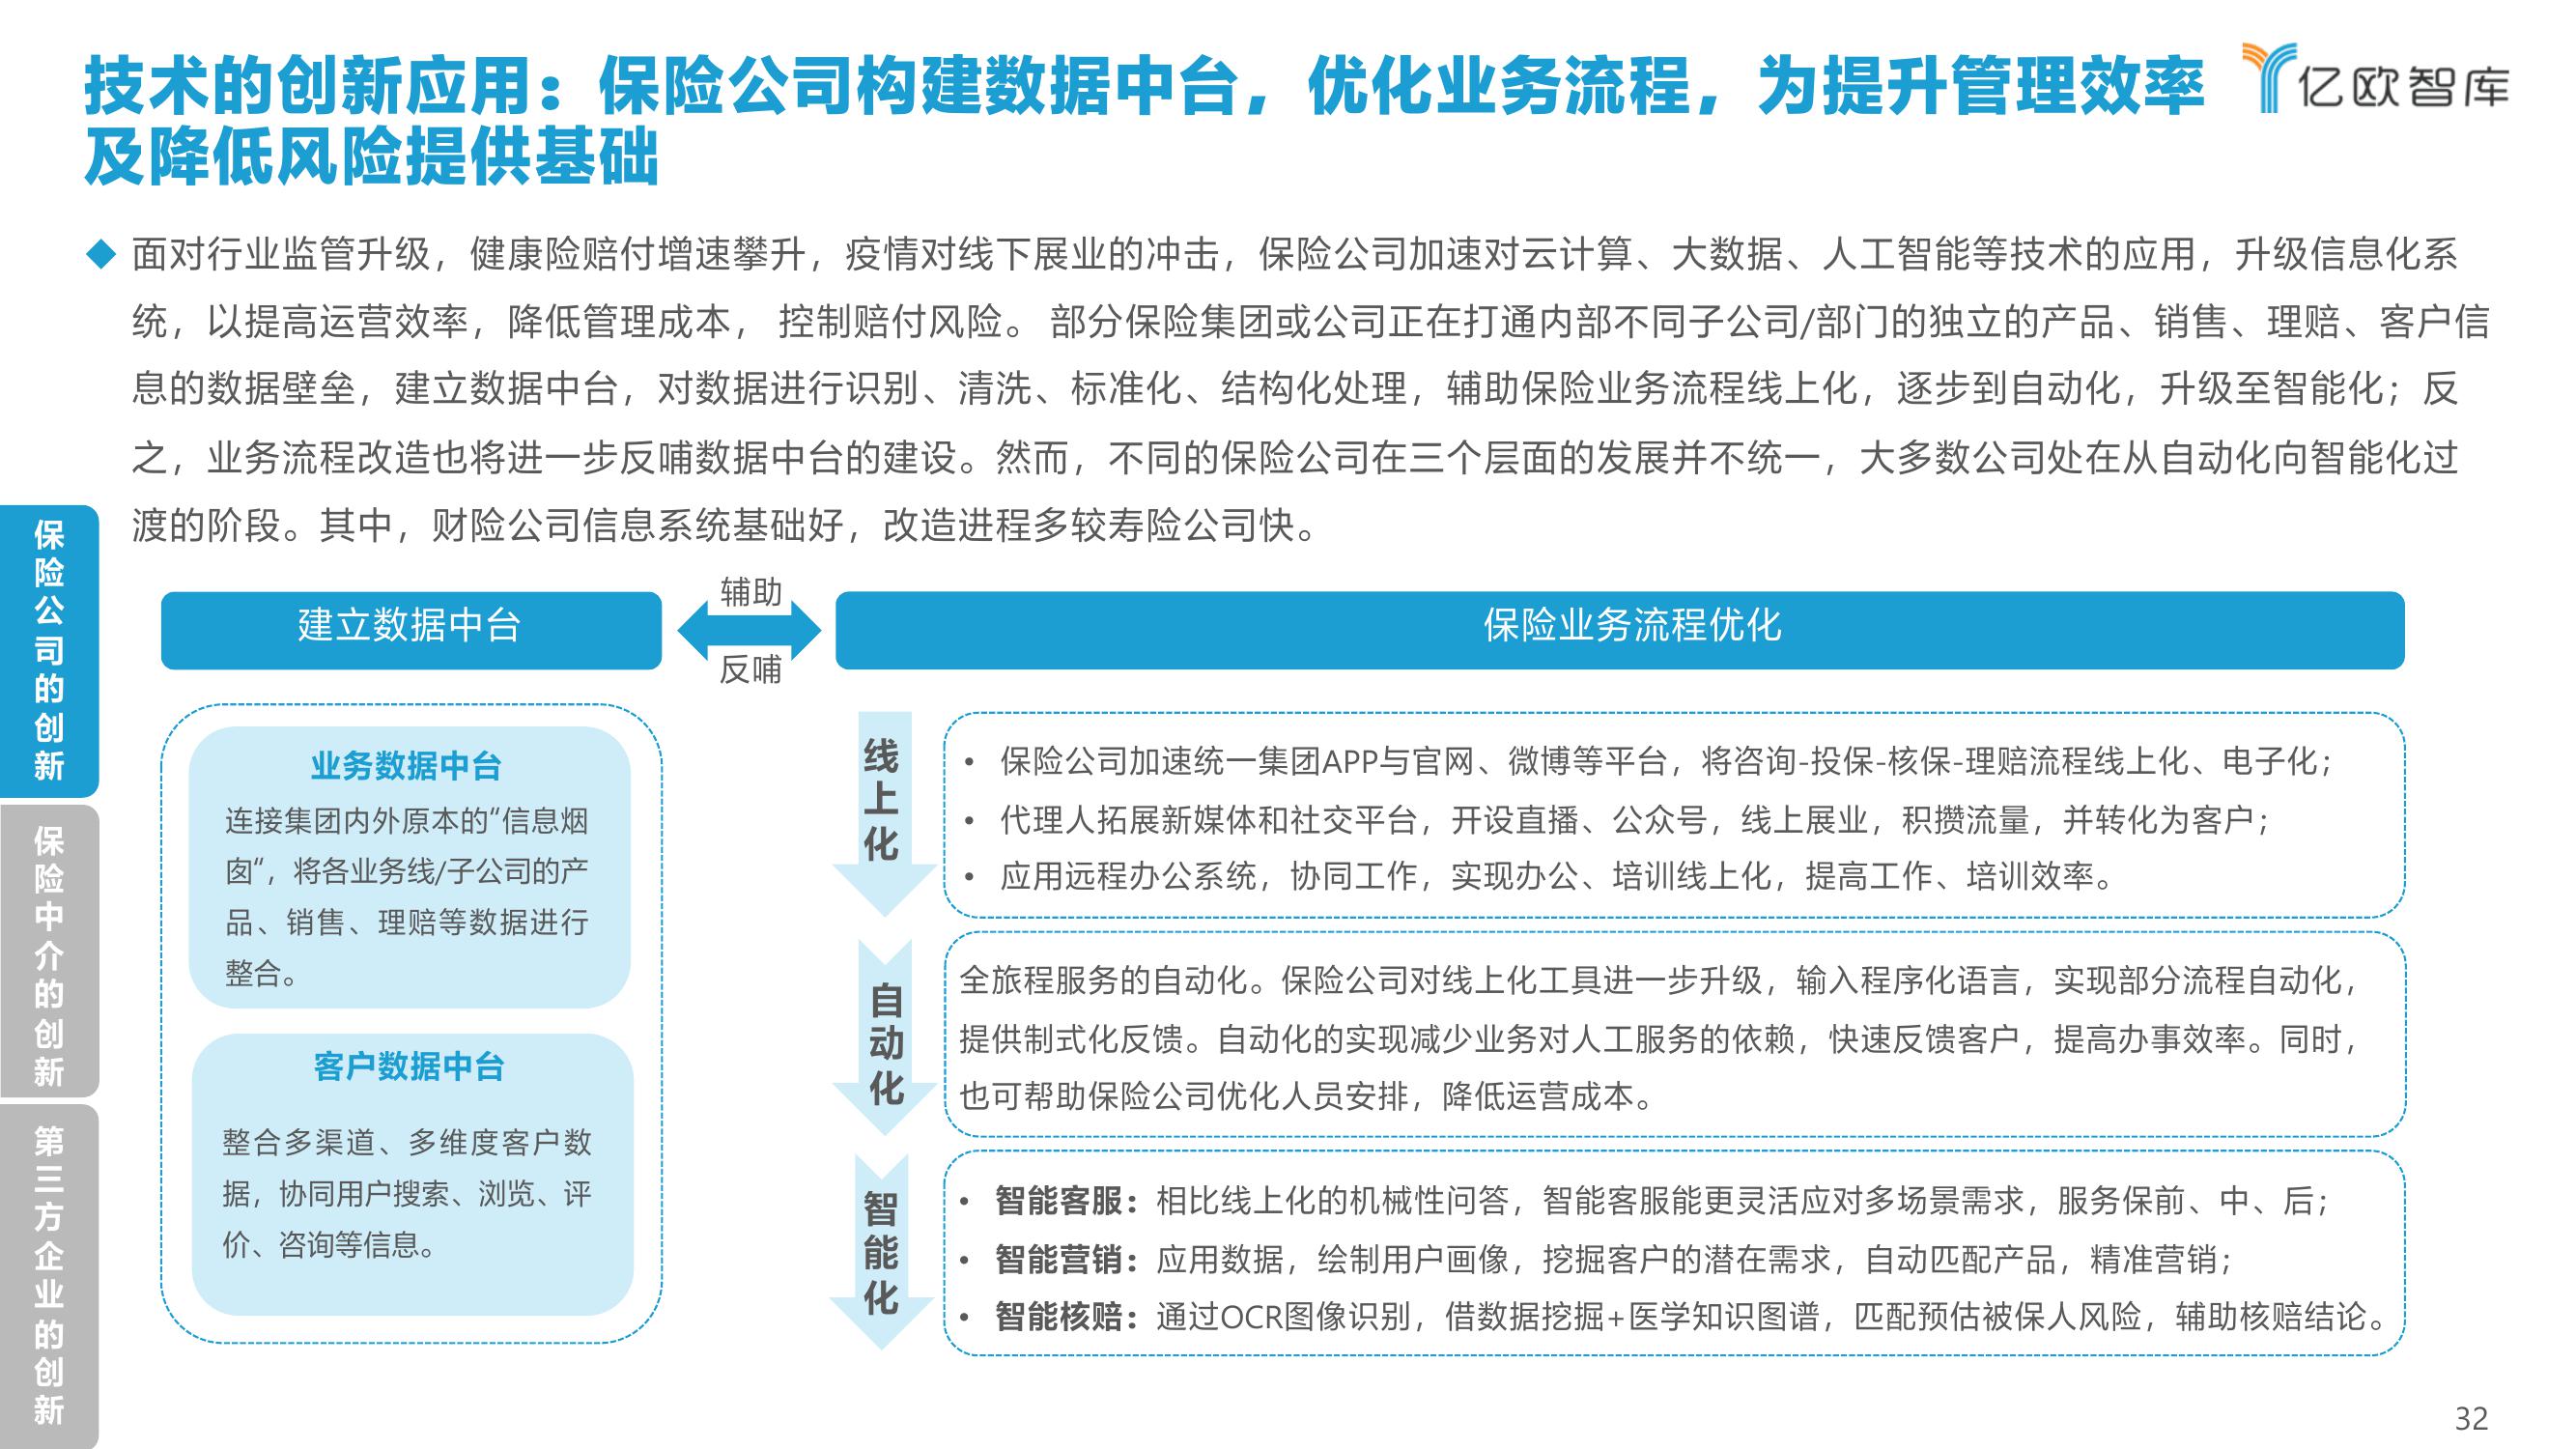 技术的创新应用：保险公司构建数据中台，优化业务流程，为提升管理效率
及降低风险提供基础
亿欧智库
面对行业监管升级，健康险赔付增速攀升，疫情对线下展业的冲击，保险公司加速对云计算、大数据、人工智能等技术的应用，升级信息化系
统，以提高运营效率，降低管理成本， 控制赔付风险。 部分保险集团或公司正在打通内部不同子公司/部门的独立的产品、销售、理赔、客户信
息的数据壁垒，建立数据中台，对数据进行识别、清洗、标准化、结构化处理，辅助保险业务流程线上化，逐步到自动化，升级至智能化；反
之，业务流程改造也将进一步反哺数据中台的建设。然而，不同的保险公司在三个层面的发展并不统一，大多数公司处在从自动化向智能化过
渡的阶段。其中，财险公司信息系统基础好，改造进程多较寿险公司快。
保险公司的创新
保险中介的创新
第三方企业的创新
建立数据中台
辅助
反哺
保险业务流程优化
业务数据中台
连接集团内外原本的“信息烟
囱“，将各业务线/子公司的产
品、销售、理赔等数据进行
整合。
客户数据中台
整合多渠道、多维度客户数
据，协同用户搜索、浏览、评
价、咨询等信息。
线上化
• 保险公司加速统一集团APP与官网、微博等平台，将咨询-投保-核保-理赔流程线上化、电子化；
• 代理人拓展新媒体和社交平台，开设直播、公众号，线上展业，积攒流量，并转化为客户；
• 应用远程办公系统，协同工作，实现办公、培训线上化，提高工作、培训效率。
自动化
全旅程服务的自动化。保险公司对线上化工具进一步升级，输入程序化语言，实现部分流程自动化，
提供制式化反馈。自动化的实现减少业务对人工服务的依赖，快速反馈客户，提高办事效率。同时，
也可帮助保险公司优化人员安排，降低运营成本。
智能化
• 智能客服：相比线上化的机械性问答，智能客服能更灵活应对多场景需求，服务保前、中、后；
• 智能营销：应用数据，绘制用户画像，挖掘客户的潜在需求，自动匹配产品，精准营销；
• 智能核赔：通过OCR图像识别，借数据挖掘+医学知识图谱，匹配预估被保人风险，辅助核赔结论。
32